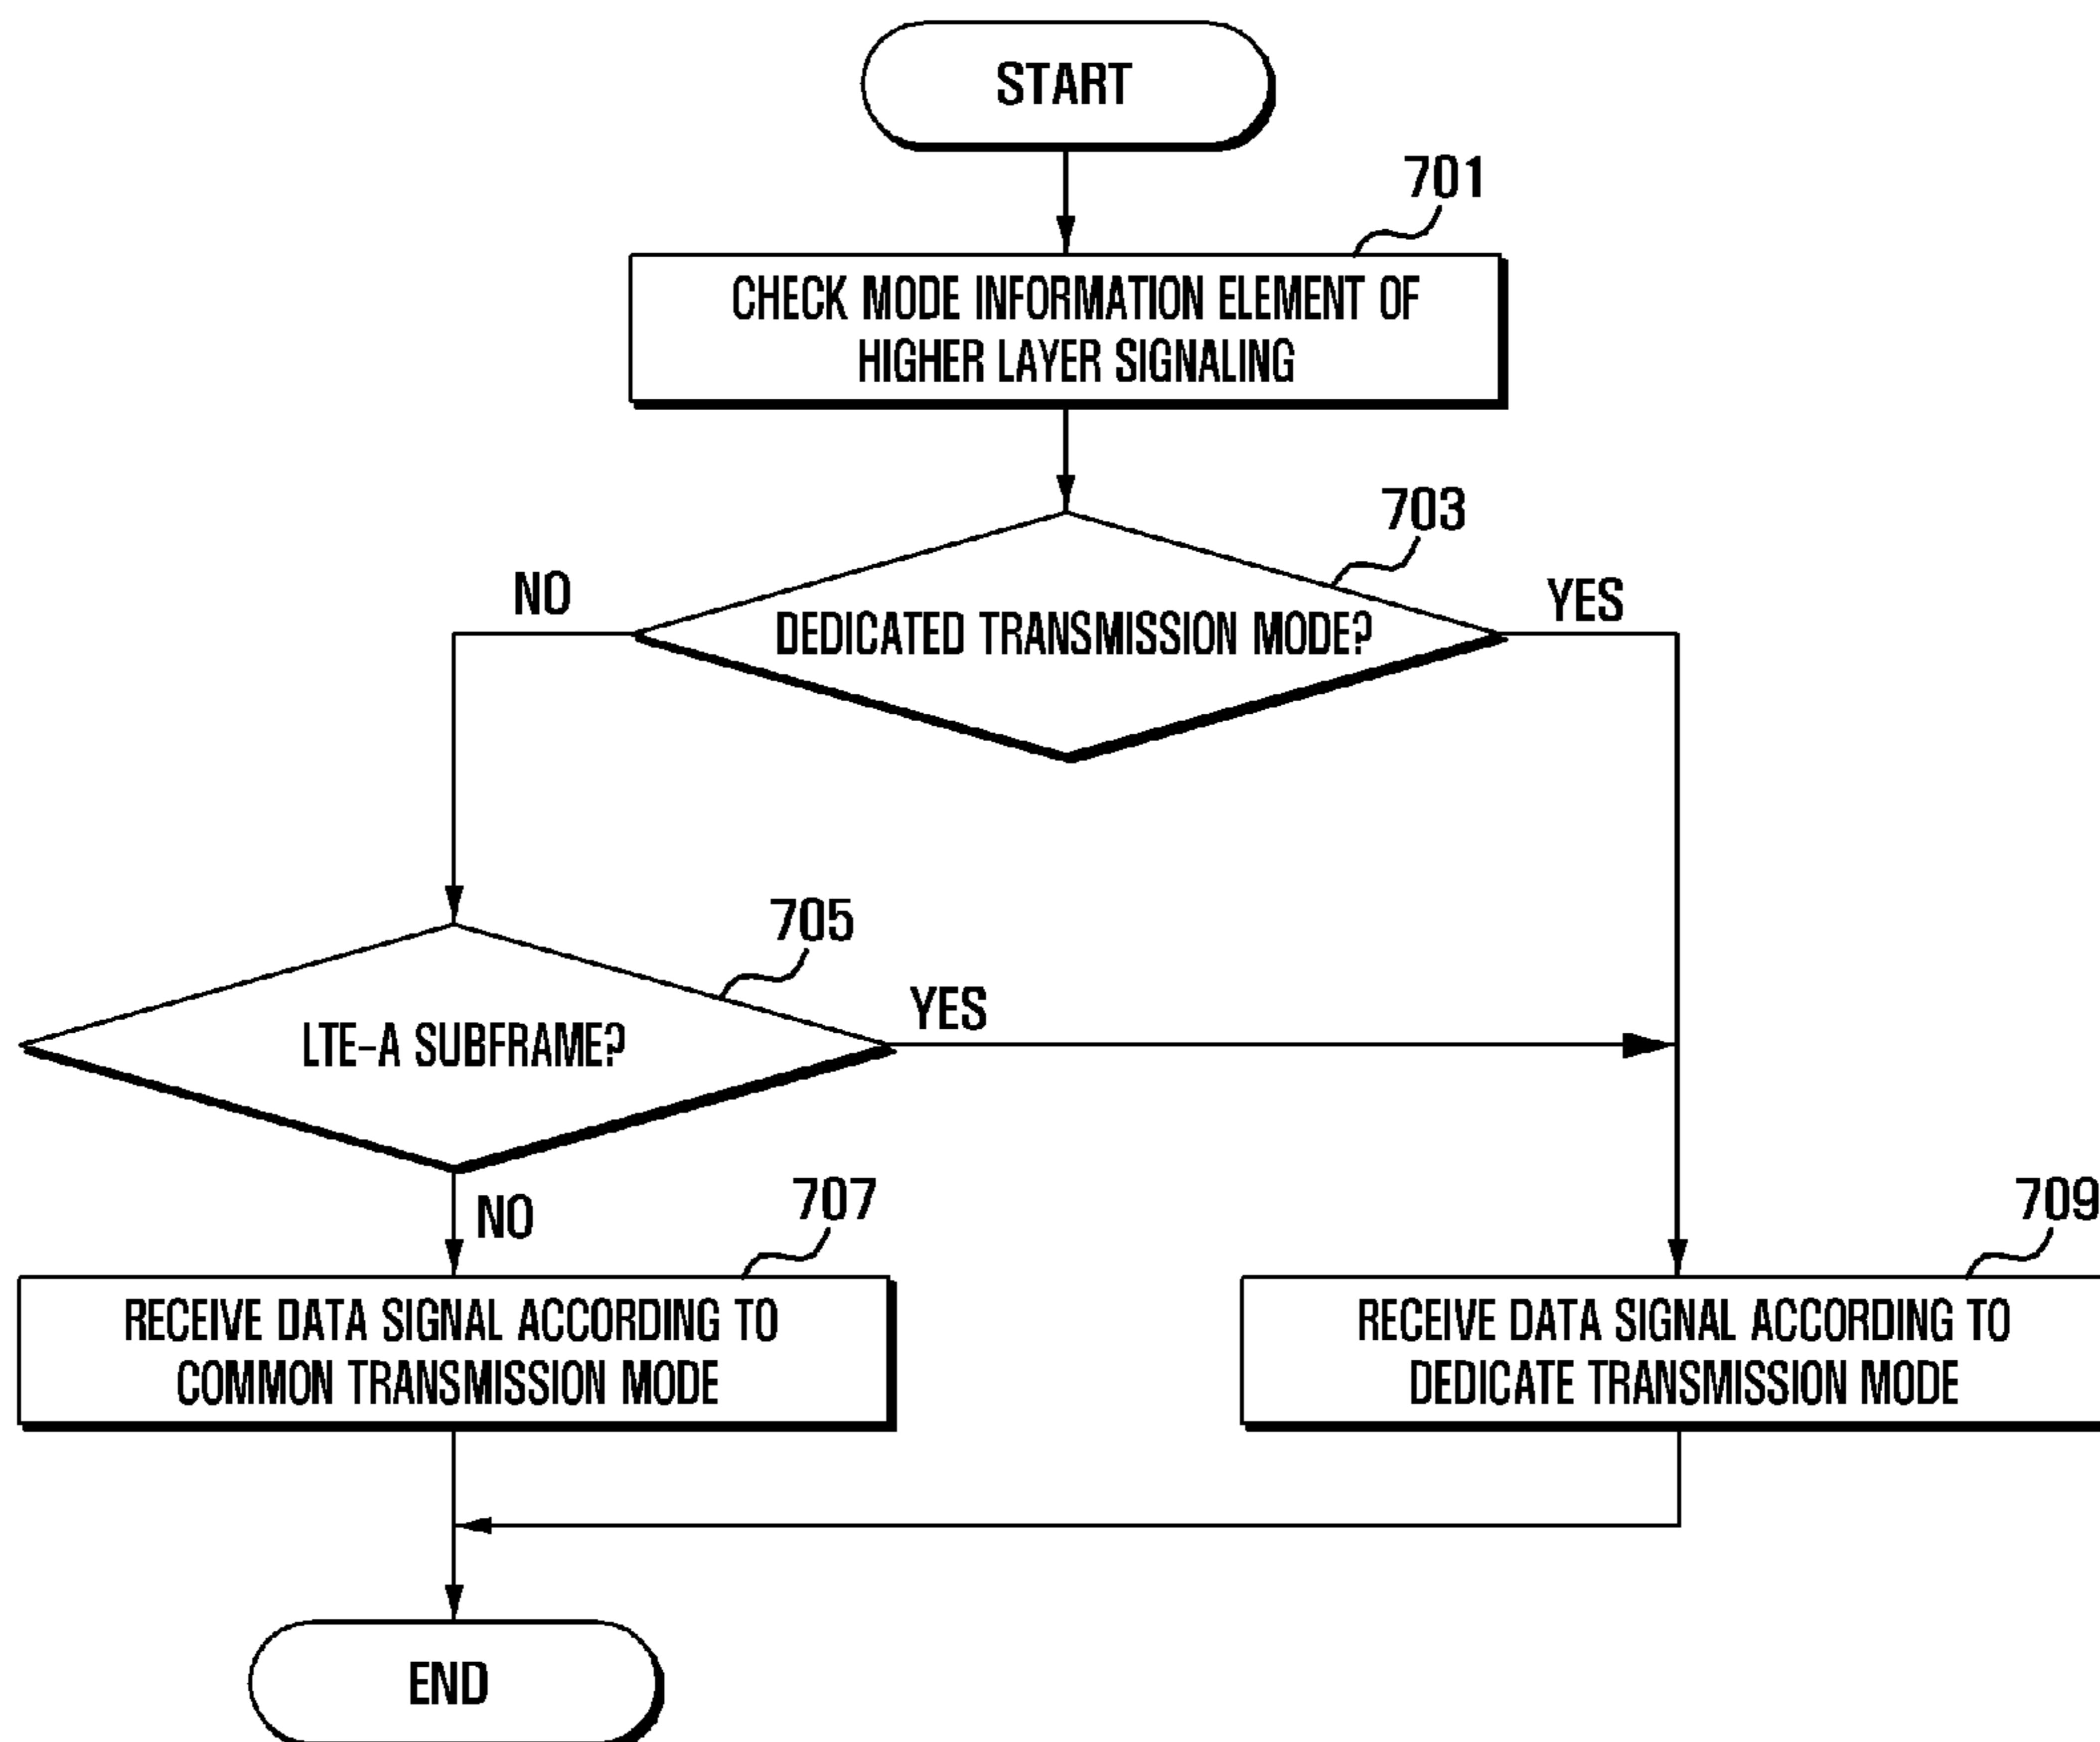 START
701
CHECK MODE INFORMATION ELEMENT OF
HIGHER LAYER SIGNALING
703
NO
YES
DEDICATED TRANSMISSION MODE?
705
YES
LTE-A SUBFRAME?
NO
707
709
RECEIVE DATA SIGNAL ACCORDING TO
COMMON TRANSMISSION MODE
RECEIVE DATA SIGNAL ACCORDING TO
DEDICATE TRANSMISSION MODE
END